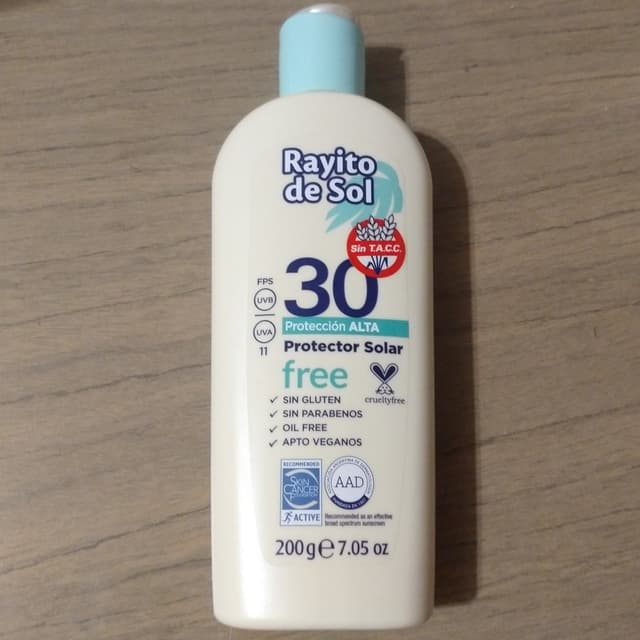 Rayito
de Sol
Sin T.A.C.C.
FPS
UVB
UVA
11
30
Protección ALTA
Protector Solar
free
crueltyfree
SIN GLUTEN
SIN PARABENOS
OIL FREE
APTO VEGANOS
RECOMMENDED
SKIN
CANCER
FOUNDATION
ACTIVE
AAD
Recommended as an effective
broad spectrum sunscreen
200g℮7.05 oz